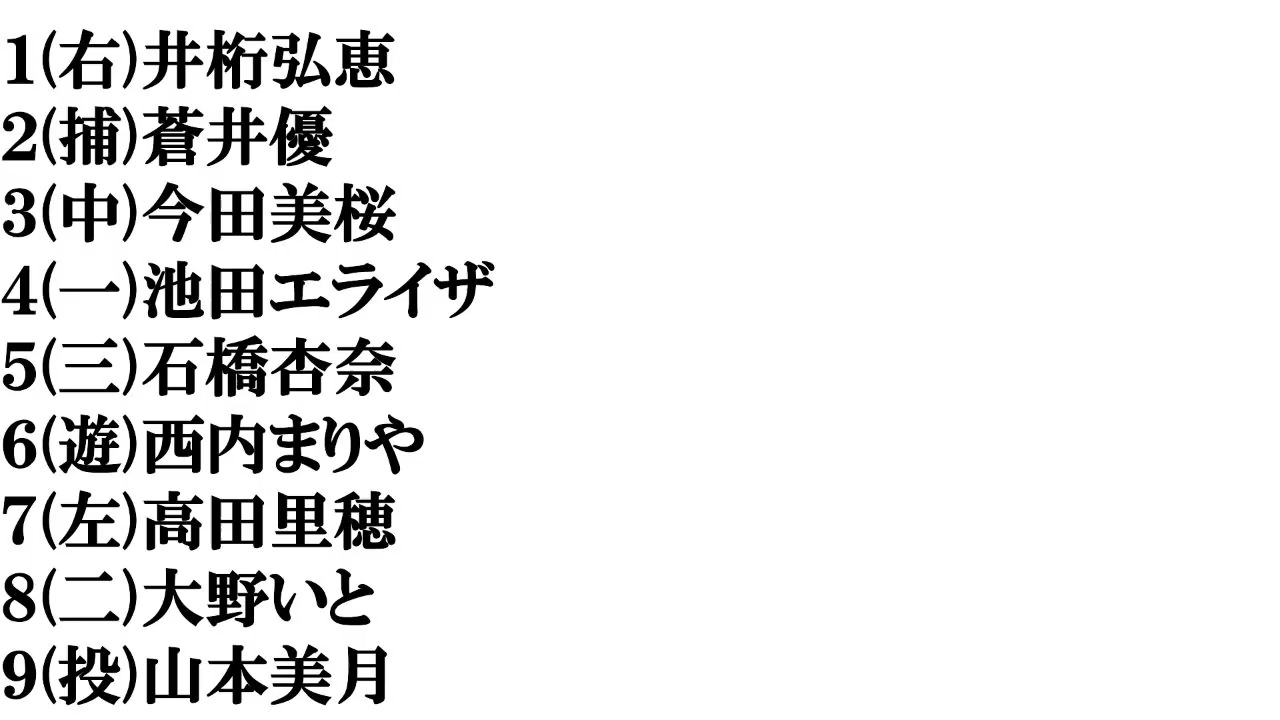 1(右)井桁弘恵
2(捕)蒼井優
3(中)今田美桜
4(一)池田エライザ
5(三)石橋杏奈
6(遊)西内まりや
7(左)高田里穂
8(二)大野いと
9(投)山本美月